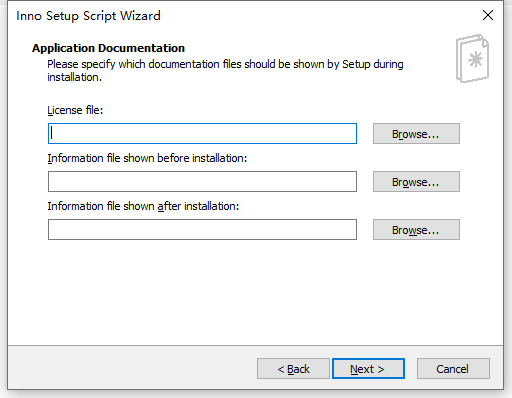 Inno Setup Script Wizard
Application Documentation
Please specify which documentation files should be shown by Setup during
installation.
License file:
Browse...
Information file shown before installation:
Browse...
Information file shown after installation:
Browse...
< Back
Next >
Cancel